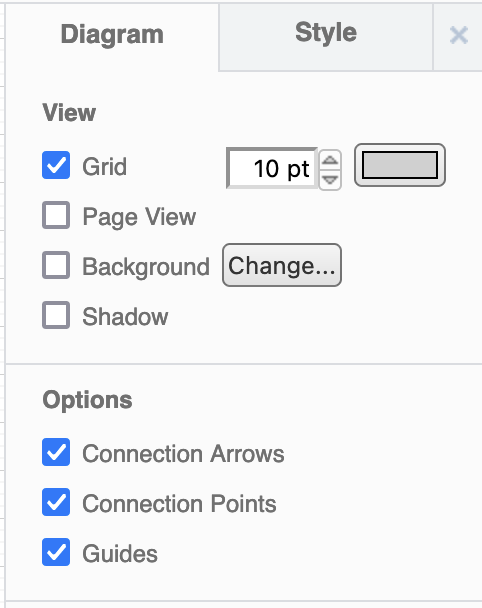 Diagram Style
View
Grid 10 pt
Page View
Background Change...
Shadow
Options
Connection Arrows
Connection Points
Guides